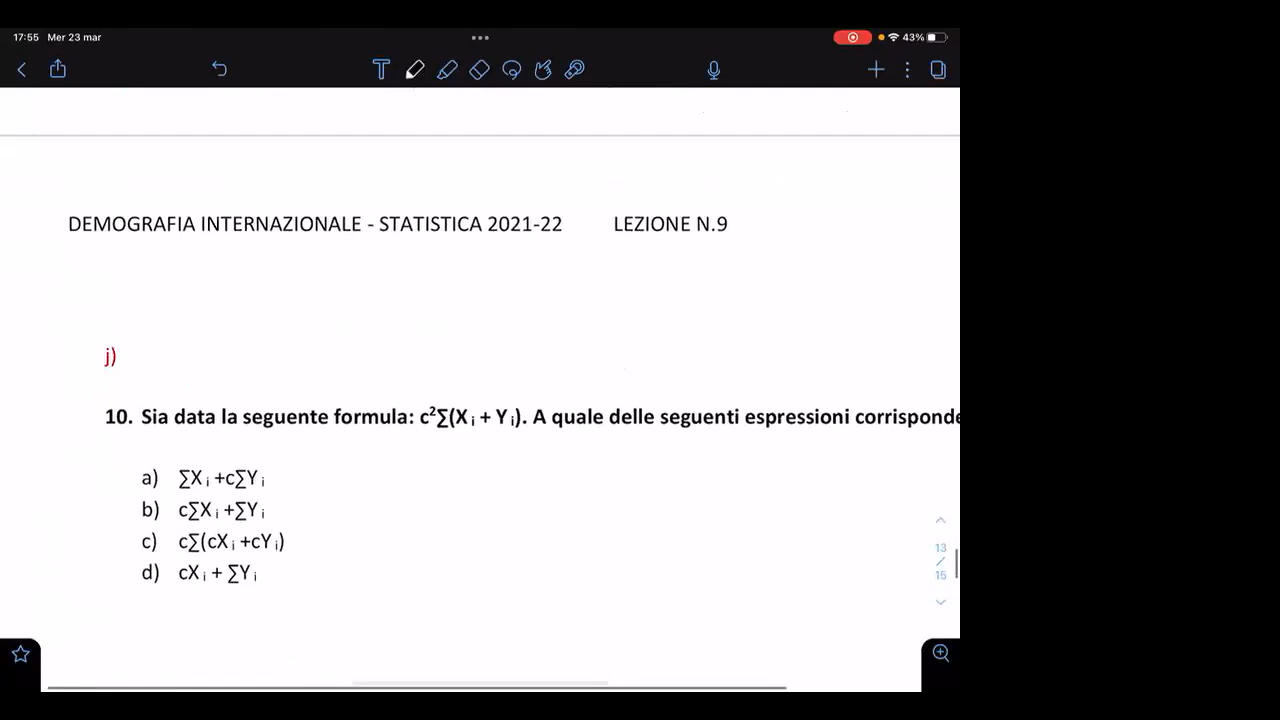 17:55 Mer 23 mar
43%
DEMOGRAFIA INTERNAZIONALE - STATISTICA 2021-22 LEZIONE N.9
j)
10. Sia data la seguente formula: c²∑(X i + Y i). A quale delle seguenti espressioni corrisponde
a) ∑X i +c∑Y i
b) c∑X i +∑Y i
c) c∑(cX i +cY i)
d) cX i + ∑Y i
13
/
15